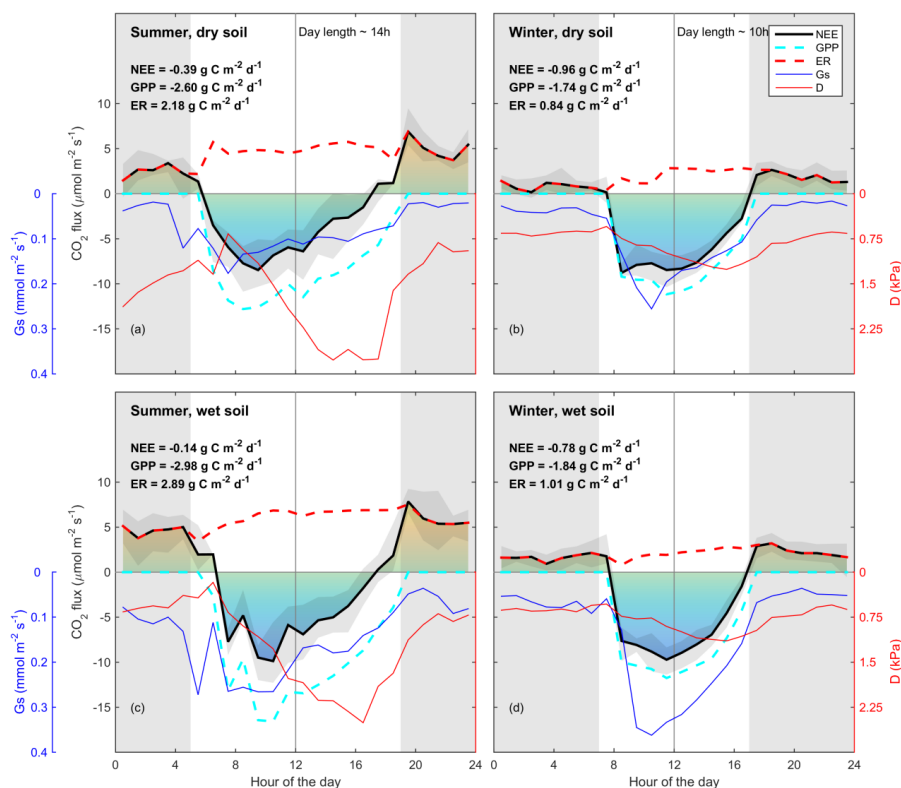 Summer, dry soil
Day length ~ 14h
NEE = -0.39 g C m⁻² d⁻¹
GPP = -2.60 g C m⁻² d⁻¹
ER = 2.18 g C m⁻² d⁻¹
Winter, dry soil
Day length ~ 10h
NEE = -0.96 g C m⁻² d⁻¹
GPP = -1.74 g C m⁻² d⁻¹
ER = 0.84 g C m⁻² d⁻¹
NEE
GPP
ER
Gs
D
10
5
0
-5
-10
-15
CO₂ flux (μmol m⁻² s⁻¹)
0
0.1
0.2
0.3
0.4
Gs (mmol m⁻² s⁻¹)
(a)
(b)
0
0.75
1.5
2.25
D (kPa)
Summer, wet soil
NEE = -0.14 g C m⁻² d⁻¹
GPP = -2.98 g C m⁻² d⁻¹
ER = 2.89 g C m⁻² d⁻¹
Winter, wet soil
NEE = -0.78 g C m⁻² d⁻¹
GPP = -1.84 g C m⁻² d⁻¹
ER = 1.01 g C m⁻² d⁻¹
10
5
0
-5
-10
-15
CO₂ flux (μmol m⁻² s⁻¹)
0
0.1
0.2
0.3
0.4
Gs (mmol m⁻² s⁻¹)
(c)
(d)
0
0.75
1.5
2.25
D (kPa)
0 4 8 12 16 20 24
Hour of the day
0 4 8 12 16 20 24
Hour of the day